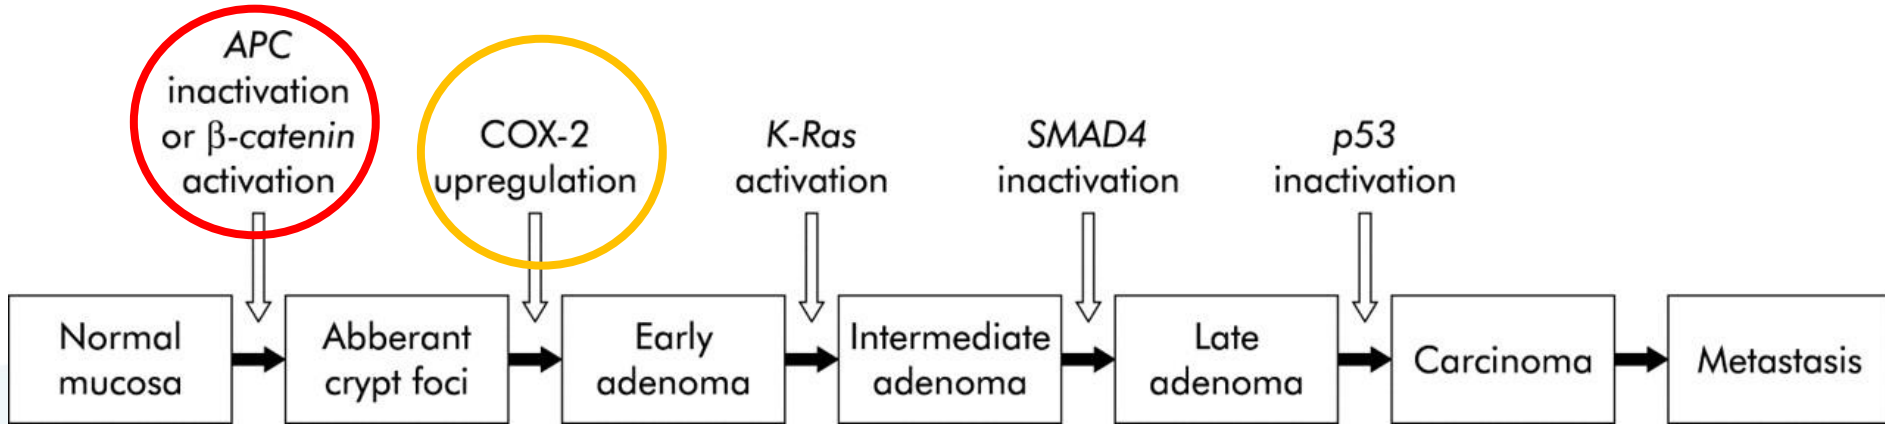 APC
inactivation
or β-catenin
activation
COX-2
upregulation
K-Ras
activation
SMAD4
inactivation
p53
inactivation
Normal
mucosa
Abberant
crypt foci
Early
adenoma
Intermediate
adenoma
Late
adenoma
Carcinoma
Metastasis